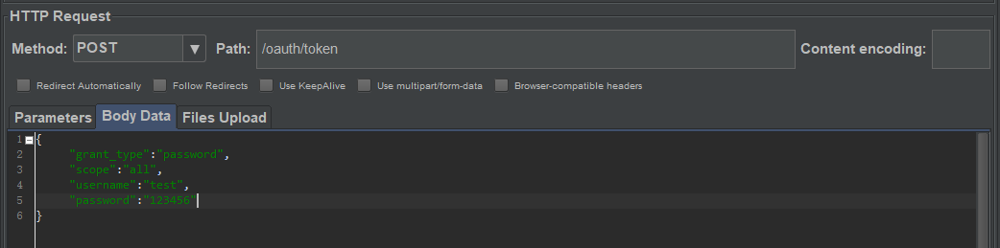 HTTP Request
Method: POST Path: /oauth/token Content encoding:
Redirect Automatically Follow Redirects Use KeepAlive Use multipart/form-data Browser-compatible headers
Parameters Body Data Files Upload
1 {
2 "grant_type":"password",
3 "scope":"all",
4 "username":"test",
5 "password":"123456"
6 }